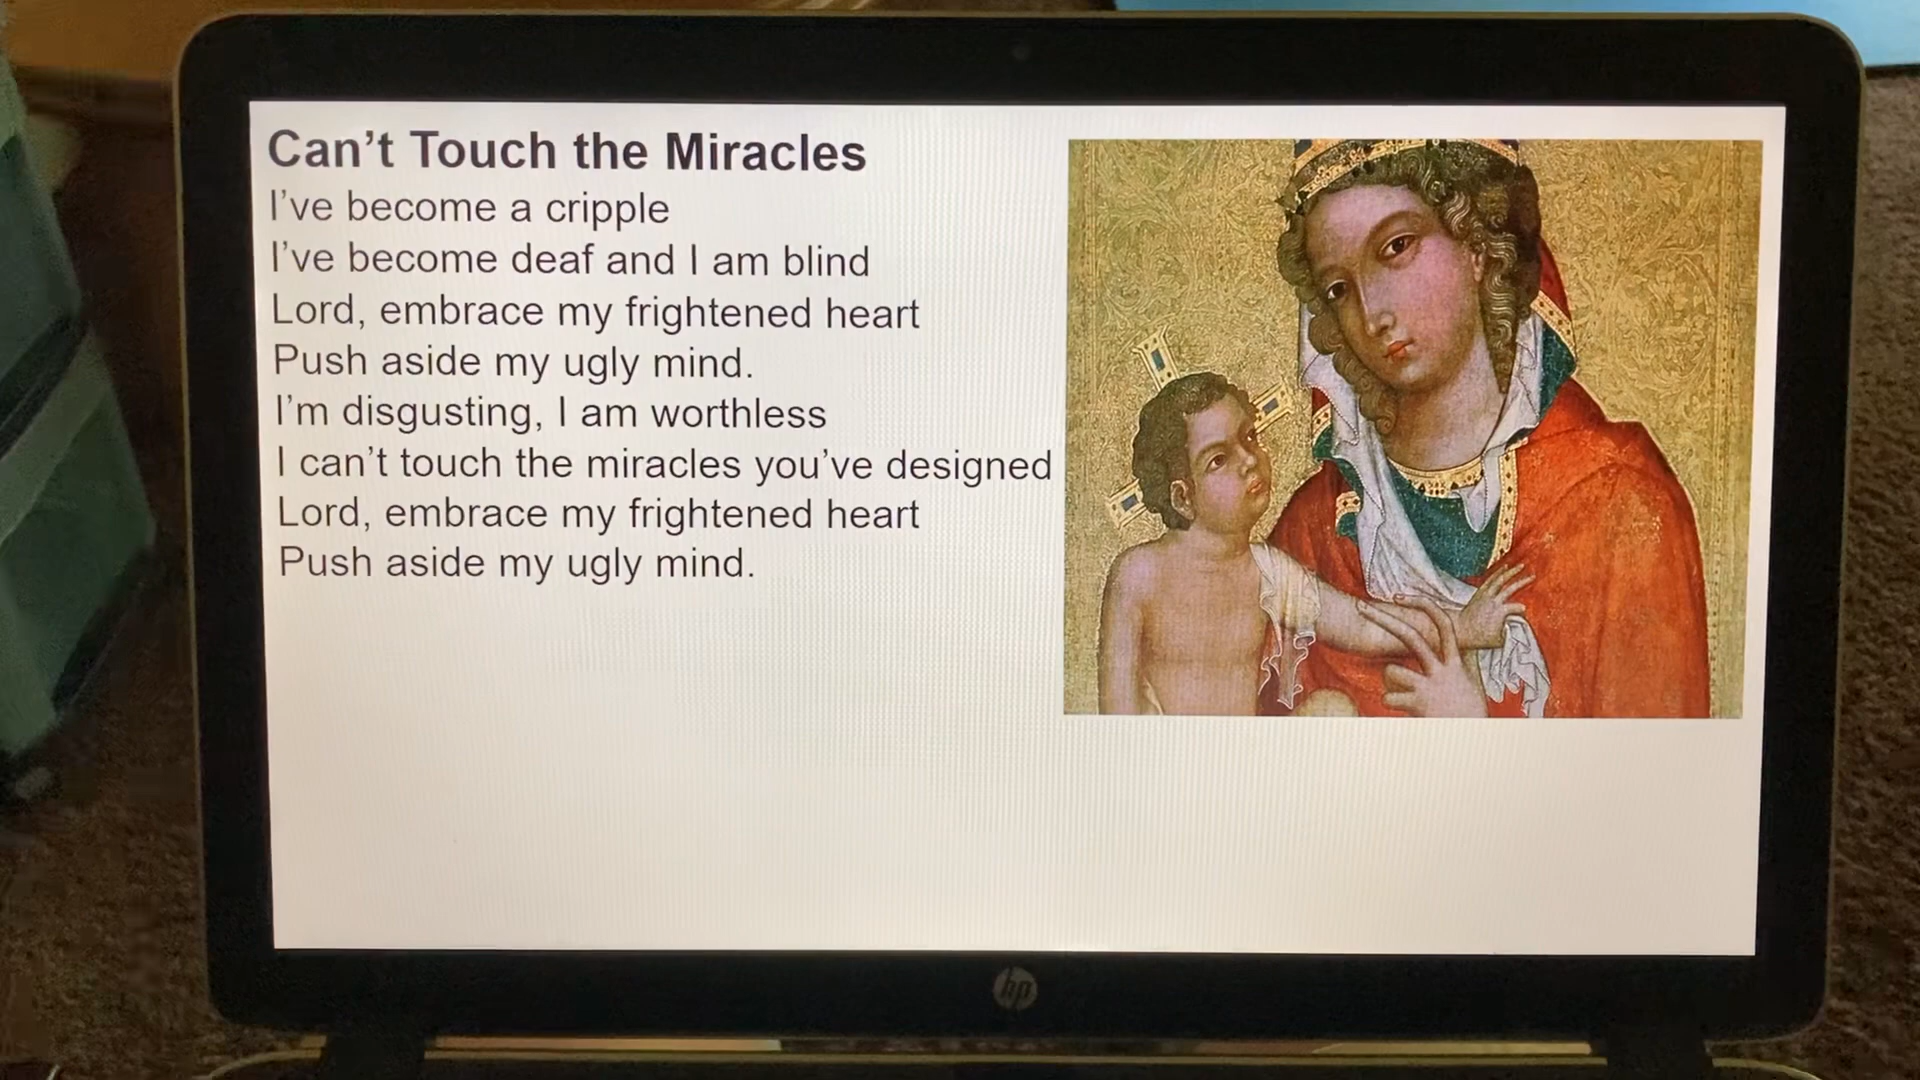 Can't Touch the Miracles
I've become a cripple
I've become deaf and I am blind
Lord, embrace my frightened heart
Push aside my ugly mind.
I'm disgusting, I am worthless
I can't touch the miracles you've designed
Lord, embrace my frightened heart
Push aside my ugly mind.
hp